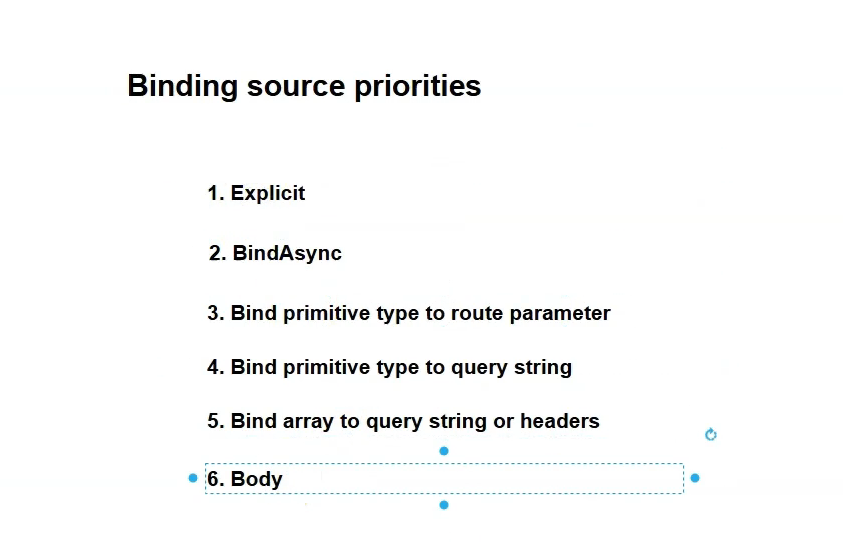 Binding source priorities
1. Explicit
2. BindAsync
3. Bind primitive type to route parameter
4. Bind primitive type to query string
5. Bind array to query string or headers
6. Body